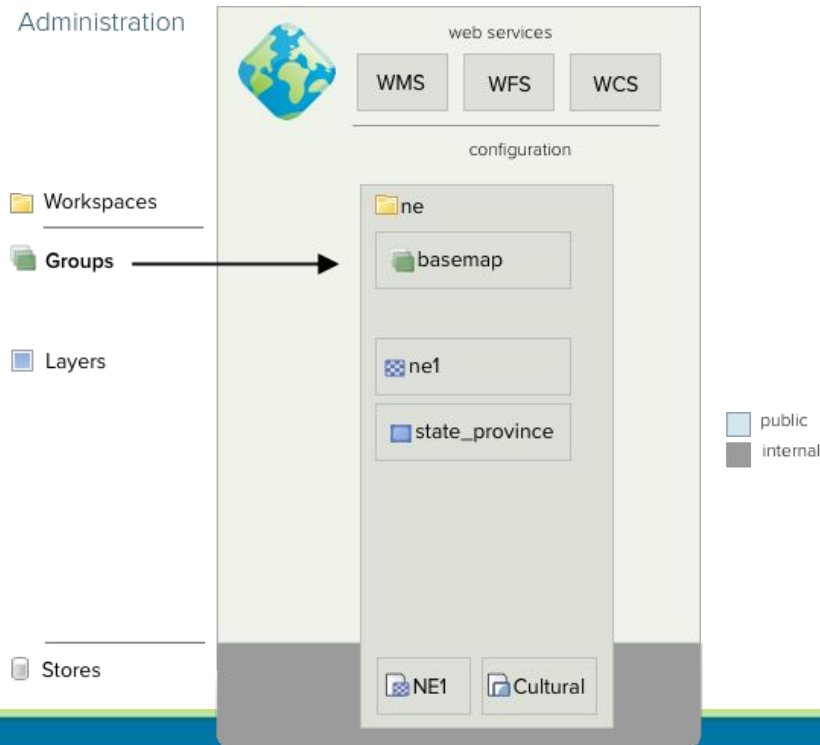 Administration
web services
WMS
WFS
WCS
configuration
Workspaces
ne
Groups
basemap
Layers
ne1
state_province
public
internal
Stores
NE1
Cultural